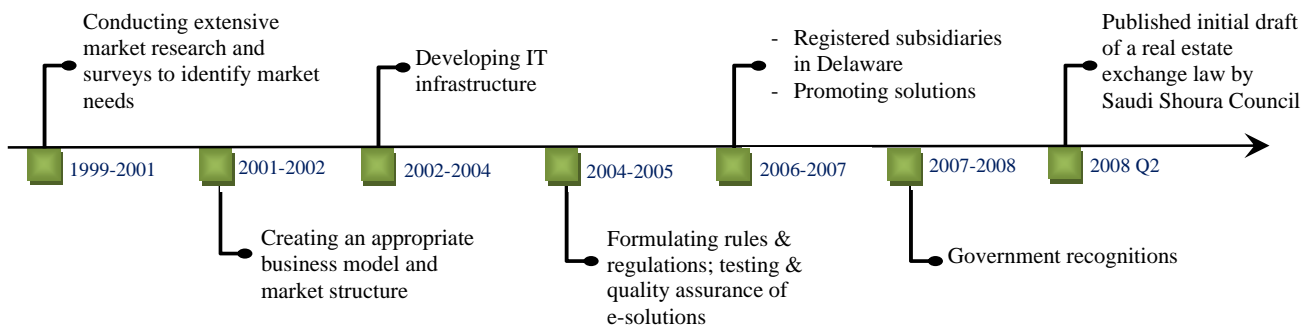 Conducting extensive
market research and
surveys to identify market
needs
Developing IT
infrastructure
- Registered subsidiaries
in Delaware
- Promoting solutions
Published initial draft
of a real estate
exchange law by
Saudi Shoura Council
1999-2001
2001-2002
2002-2004
2004-2005
2006-2007
2007-2008
2008 Q2
Creating an appropriate
business model and
market structure
Formulating rules &
regulations; testing &
quality assurance of
e-solutions
Government recognitions